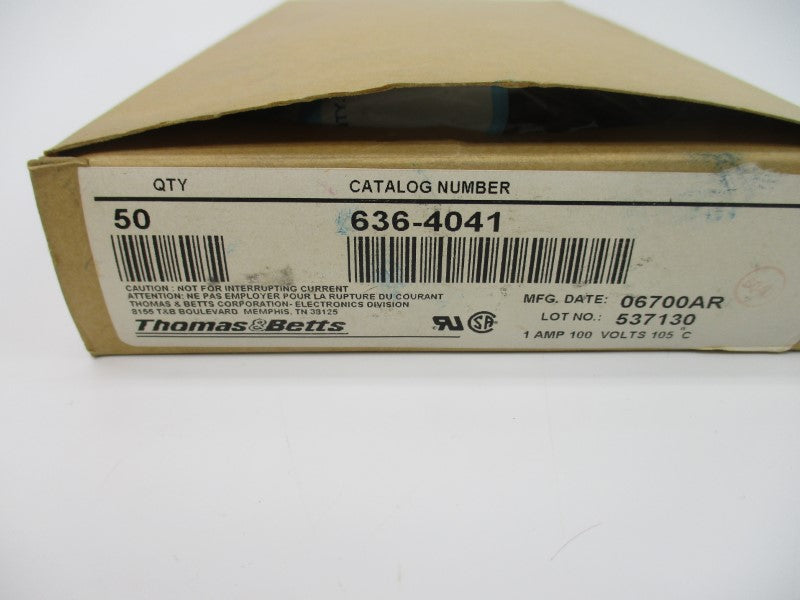 QTY CATALOG NUMBER
50 636-4041
CAUTION : NOT FOR INTERRUPTING CURRENT
ATTENTION: NE PAS EMPLOYER POUR LA RUPTURE DU COURANT
THOMAS & BETTS CORPORATION- ELECTRONICS DIVISION
8155 T&B BOULEVARD MEMPHIS, TN 38125
Thomas&Betts
MFG. DATE: 06700AR
LOT NO.: 537130
1 AMP 100 VOLTS 105 °C